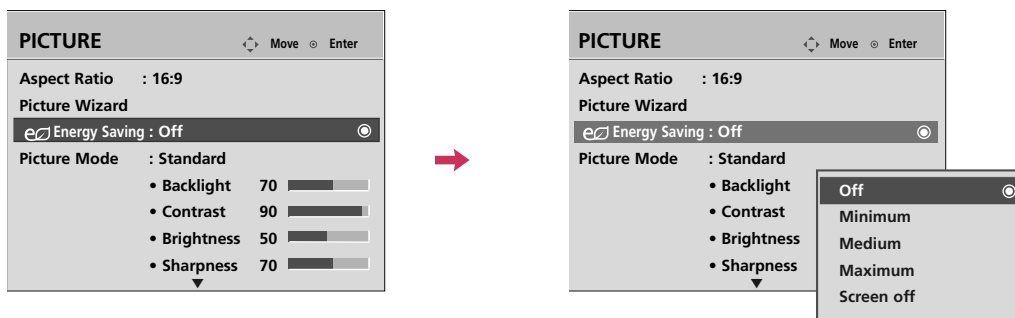 PICTURE Move Enter
Aspect Ratio : 16:9
Picture Wizard
e Energy Saving : Off
Picture Mode : Standard
• Backlight 70
• Contrast 90
• Brightness 50
• Sharpness 70
PICTURE Move Enter
Aspect Ratio : 16:9
Picture Wizard
e Energy Saving : Off
Picture Mode : Standard
• Backlight
• Contrast
• Brightness
• Sharpness
Off
Minimum
Medium
Maximum
Screen off